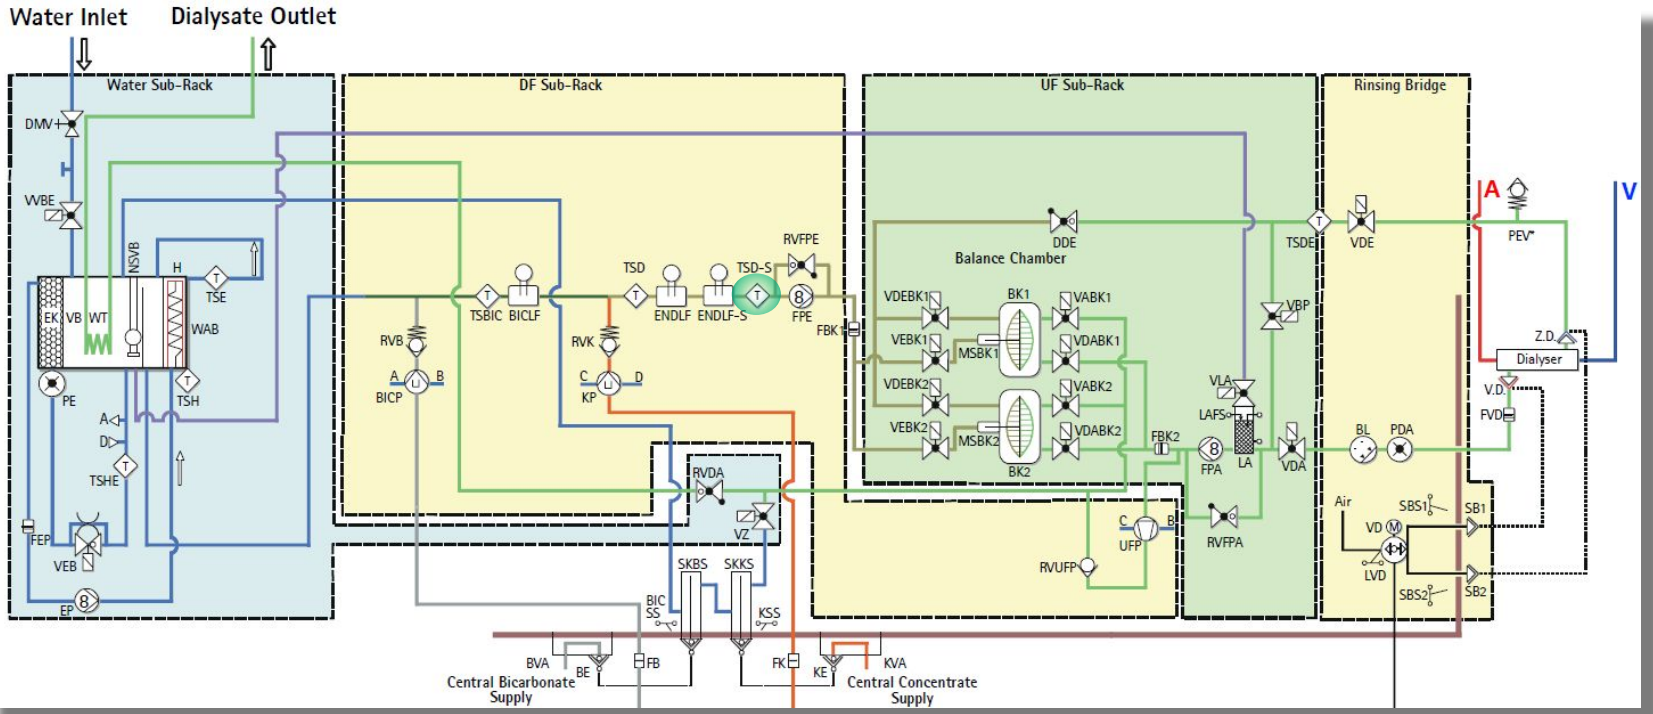 Water Inlet
Dialysate Outlet
Water Sub-Rack
DF Sub-Rack
UF Sub-Rack
Rinsing Bridge
DMV
VVBE
NSVB
H
TSE
EK
VB
WT
WAB
PE
TSH
A
D
TSHE
FEP
VEB
EP
TSBIC
BICLF
TSD
ENDLF
ENDLF-S
TSD-S
RVFPE
FPE
8
RVB
A
B
BICP
RVK
C
D
KP
FBK1
DDE
Balance Chamber
VDEBK1
BK1
VABK1
VEBK1
MSBK1
VDABK1
VDEBK2
VABK2
VEBK2
MSBK2
VDABK2
BK2
FBK2
FPA
8
VLA
LAFS
LA
VDA
VBP
TSDE
VDE
RVFPA
C
B
UFP
RVUFP
RVDA
VZ
SKBS
SKKS
BIC
SS
KSS
BVA
BE
FB
FK
KE
KVA
Central Bicarbonate
Supply
Central Concentrate
Supply
BL
PDA
Air
VD
M
LVD
SBS1
SB1
SBS2
SB2
A
V
PEV*
Z.D.
Dialyser
V.D.
FVD
T
T
T
T
T
T
T
8
U
U